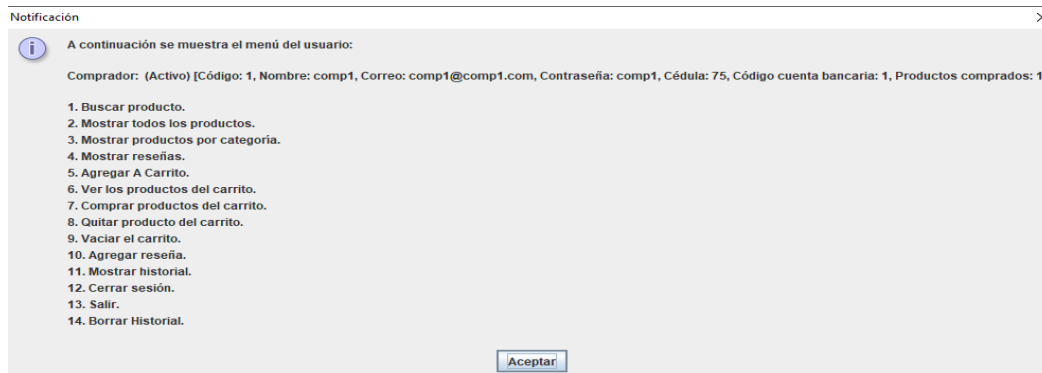 Notificación
A continuación se muestra el menú del usuario:
Comprador: (Activo) [Código: 1, Nombre: comp1, Correo: comp1@comp1.com, Contraseña: comp1, Cédula: 75, Código cuenta bancaria: 1, Productos comprados: 1
1. Buscar producto.
2. Mostrar todos los productos.
3. Mostrar productos por categoría.
4. Mostrar reseñas.
5. Agregar A Carrito.
6. Ver los productos del carrito.
7. Comprar productos del carrito.
8. Quitar producto del carrito.
9. Vaciar el carrito.
10. Agregar reseña.
11. Mostrar historial.
12. Cerrar sesión.
13. Salir.
14. Borrar Historial.
Aceptar